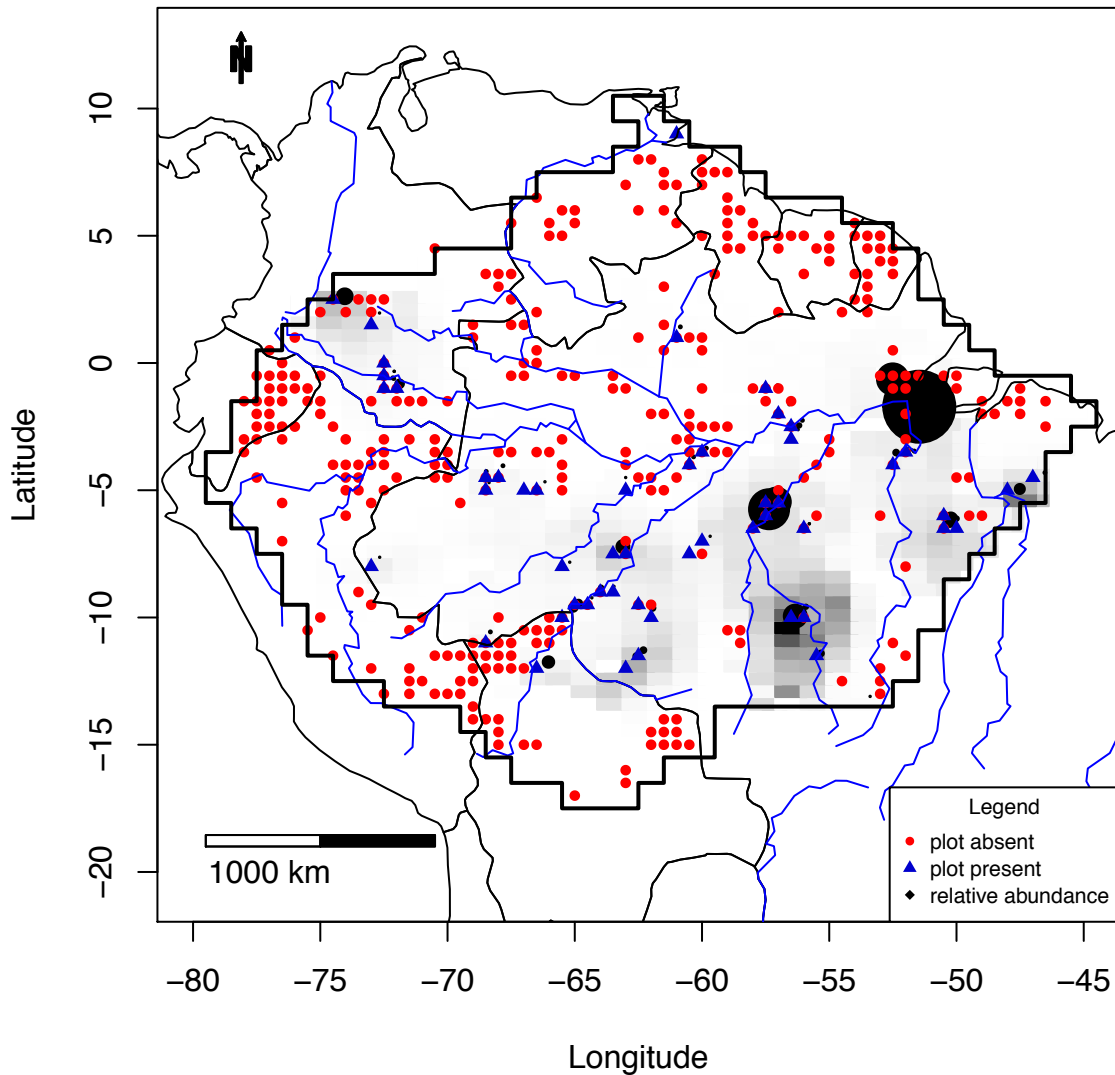 N
10
5
0
−5
−10
−15
−20
Latitude
1000 km
Legend
plot absent
plot present
relative abundance
−80 −75 −70 −65 −60 −55 −50 −45
Longitude